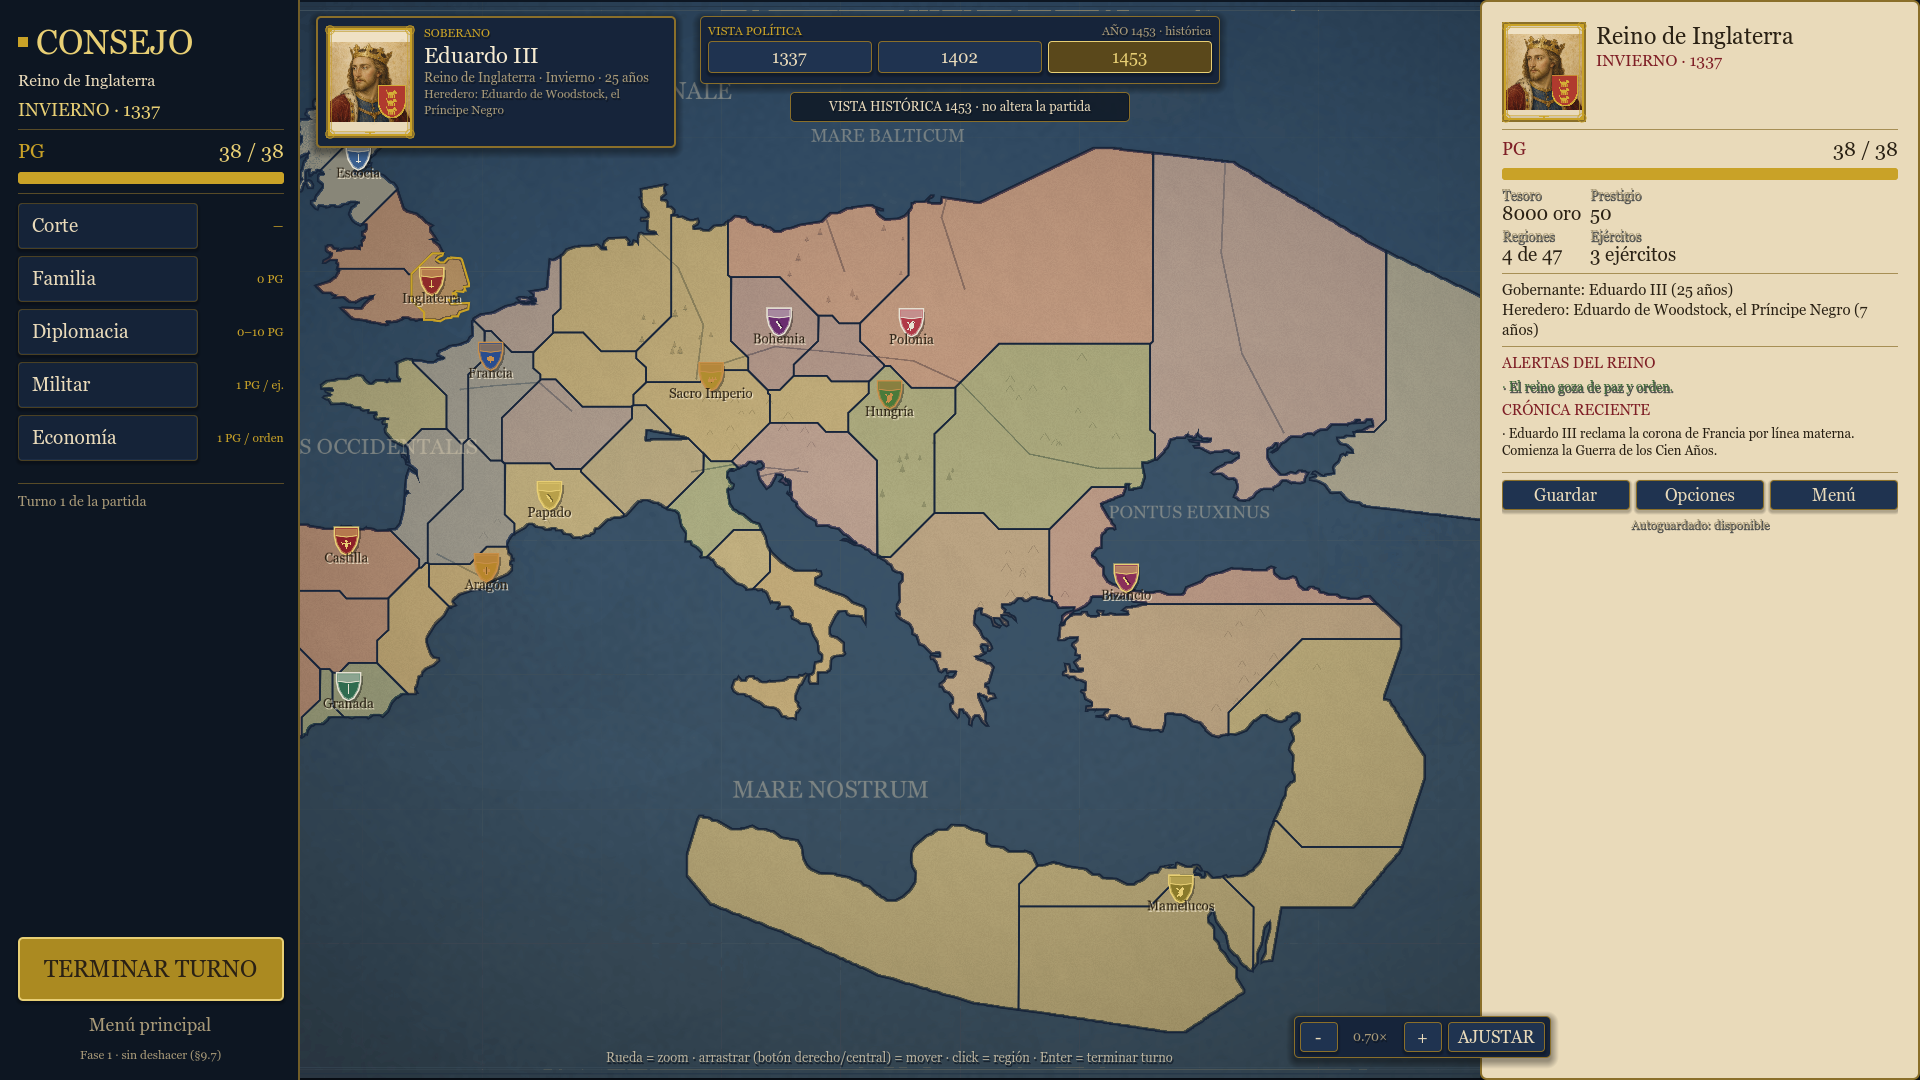 CONSEJO
Reino de Inglaterra
INVIERNO · 1337
PG 38 / 38
Corte –
Familia 0 PG
Diplomacia 0–10 PG
Militar 1 PG / ej.
Economía 1 PG / orden
Turno 1 de la partida
TERMINAR TURNO
Menú principal
Fase 1 · sin deshacer (§9.7)
SOBERANO
Eduardo III
Reino de Inglaterra · Invierno · 25 años
Heredero: Eduardo de Woodstock, el
Príncipe Negro
VISTA POLÍTICA
AÑO 1453 · histórica
1337
1402
1453
VISTA HISTÓRICA 1453 · no altera la partida
NALE
MARE BALTICUM
Escocia
Inglaterra
Bohemia
Polonia
Francia
Sacro Imperio
Hungría
S OCCIDENTALIS
Papado
PONTUS EUXINUS
Castilla
Aragón
Bizancio
Granada
MARE NOSTRUM
Mamelucos
Rueda = zoom · arrastrar (botón derecho/central) = mover · click = región · Enter = terminar turno
-
0.70×
+
AJUSTAR
Reino de Inglaterra
INVIERNO · 1337
PG 38 / 38
Tesoro Prestigio
8000 oro 50
Regiones Ejércitos
4 de 47 3 ejércitos
Gobernante: Eduardo III (25 años)
Heredero: Eduardo de Woodstock, el Príncipe Negro (7
años)
ALERTAS DEL REINO
· El reino goza de paz y orden.
CRÓNICA RECIENTE
· Eduardo III reclama la corona de Francia por línea materna.
Comienza la Guerra de los Cien Años.
Guardar
Opciones
Menú
Autoguardado: disponible